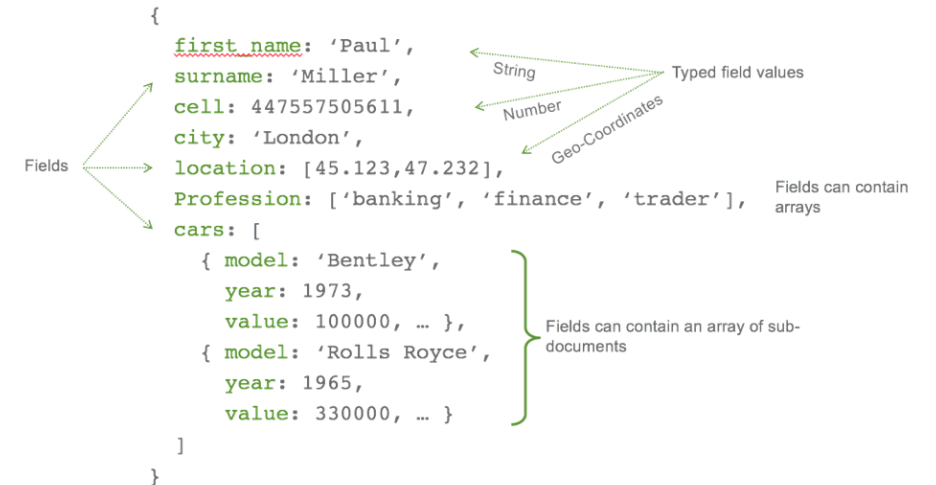 {
first_name: ‘Paul’,
surname: ‘Miller’,
cell: 447557505611,
city: ‘London’,
location: [45.123,47.232],
Profession: [‘banking’, ‘finance’, ‘trader’],
cars: [
{ model: ‘Bentley’,
year: 1973,
value: 100000, … },
{ model: ‘Rolls Royce’,
year: 1965,
value: 330000, … }
]
}
Fields
String
Number
Geo-Coordinates
Typed field values
Fields can contain
arrays
Fields can contain an array of sub-
documents